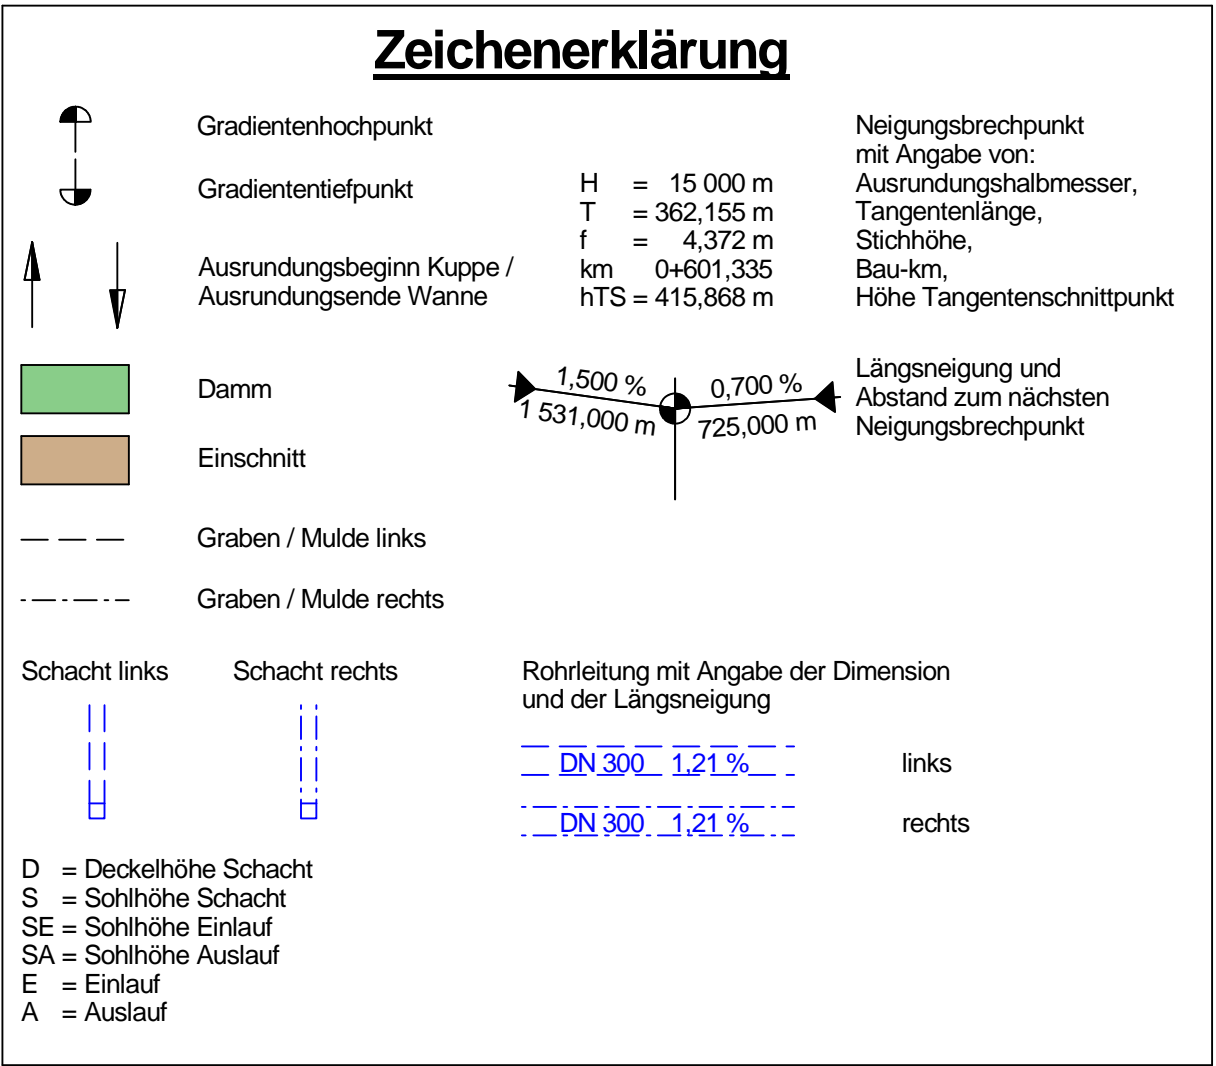 Zeichenerklärung
Gradientenhochpunkt
Gradiententiefpunkt
Ausrundungsbeginn Kuppe /
Ausrundungsende Wanne
H = 15 000 m
T = 362,155 m
f = 4,372 m
km 0+601,335
hTS = 415,868 m
Neigungsbrechpunkt
mit Angabe von:
Ausrundungshalbmesser,
Tangentenlänge,
Stichhöhe,
Bau-km,
Höhe Tangentenschnittpunkt
Damm
Einschnitt
1,500 %
1 531,000 m
0,700 %
725,000 m
Längsneigung und
Abstand zum nächsten
Neigungsbrechpunkt
Graben / Mulde links
Graben / Mulde rechts
Schacht links
Schacht rechts
Rohrleitung mit Angabe der Dimension
und der Längsneigung
DN 300 1,21 %
links
DN 300 1,21 %
rechts
D = Deckelhöhe Schacht
S = Sohlhöhe Schacht
SE = Sohlhöhe Einlauf
SA = Sohlhöhe Auslauf
E = Einlauf
A = Auslauf